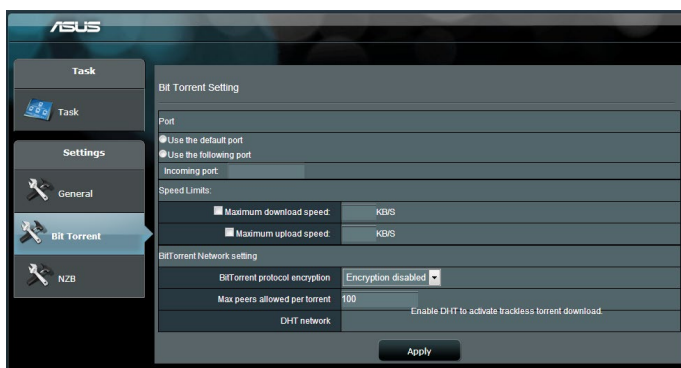 ASUS
Task
Task
Settings
General
Bit Torrent
NZB
Bit Torrent Setting
Port
Use the default port
Use the following port
Incoming port:
Speed Limits:
Maximum download speed: KB/S
Maximum upload speed: KB/S
BitTorrent Network setting
BitTorrent protocol encryption Encryption disabled
Max peers allowed per torrent 100
DHT network Enable DHT to activate trackless torrent download.
Apply